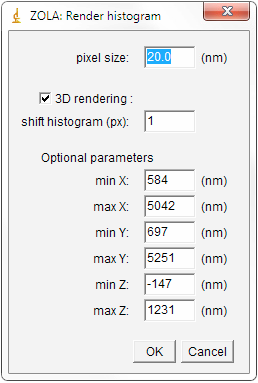 ZOLA: Render histogram
pixel size: 20.0 (nm)
3D rendering :
shift histogram (px): 1
Optional parameters
min X: 584 (nm)
max X: 5042 (nm)
min Y: 697 (nm)
max Y: 5251 (nm)
min Z: -147 (nm)
max Z: 1231 (nm)
OK Cancel